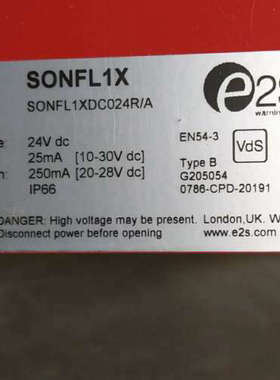 SONFL1X
SONFL1XDC024R/A
e2s
24V dc
25mA [10-30V dc]
250mA [20-28V dc]
IP66
EN54-3
VdS
Type B
G205054
0786-CPD-20191
DANGER: High voltage may be present.
Disconnect power before opening
London,UK. W
www.e2s.com